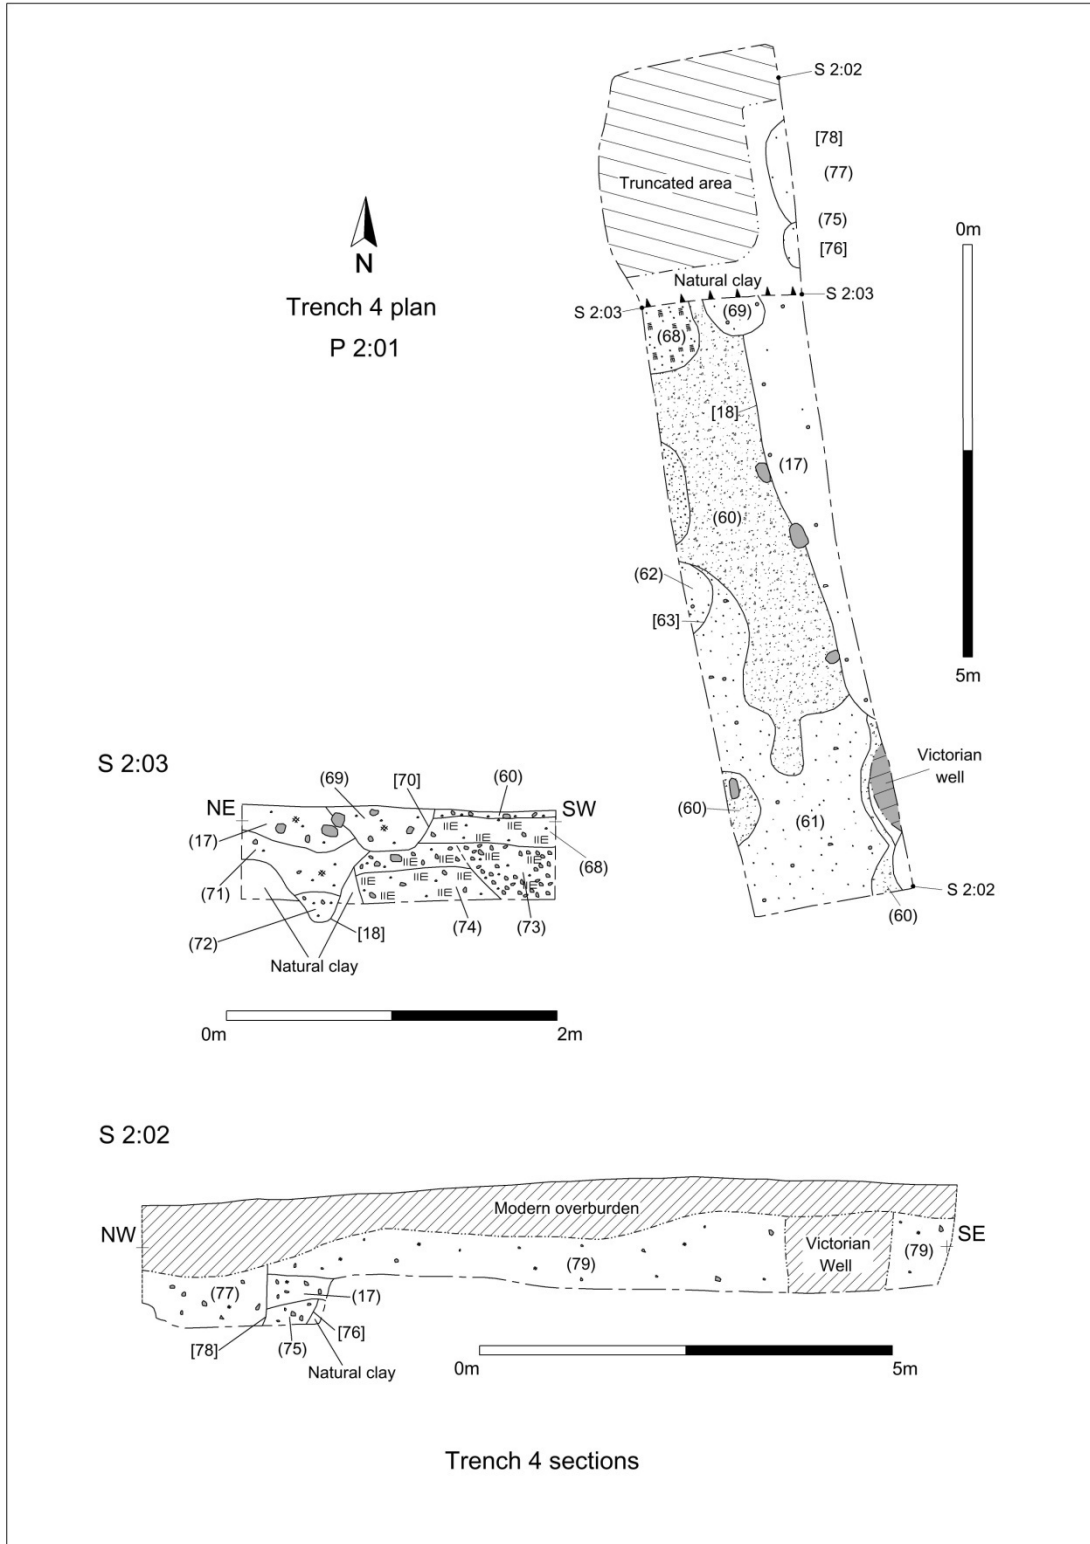 S 2:02
[78]
(77)
Truncated area
(75)
[76]
0m
N
Natural clay
S 2:03
S 2:03
Trench 4 plan
P 2:01
(69)
(68)
[18]
(17)
(60)
(62)
[63]
5m
Victorian
well
(60)
(61)
S 2:02
(60)
S 2:03
(69)
[70]
(60)
NE
SW
(17)
(68)
(71)
(72)
[18]
(74)
(73)
Natural clay
0m
2m
S 2:02
Modern overburden
NW
SE
Victorian
Well
(79)
(79)
(77)
(17)
[78]
(75)
[76]
Natural clay
0m
5m
Trench 4 sections